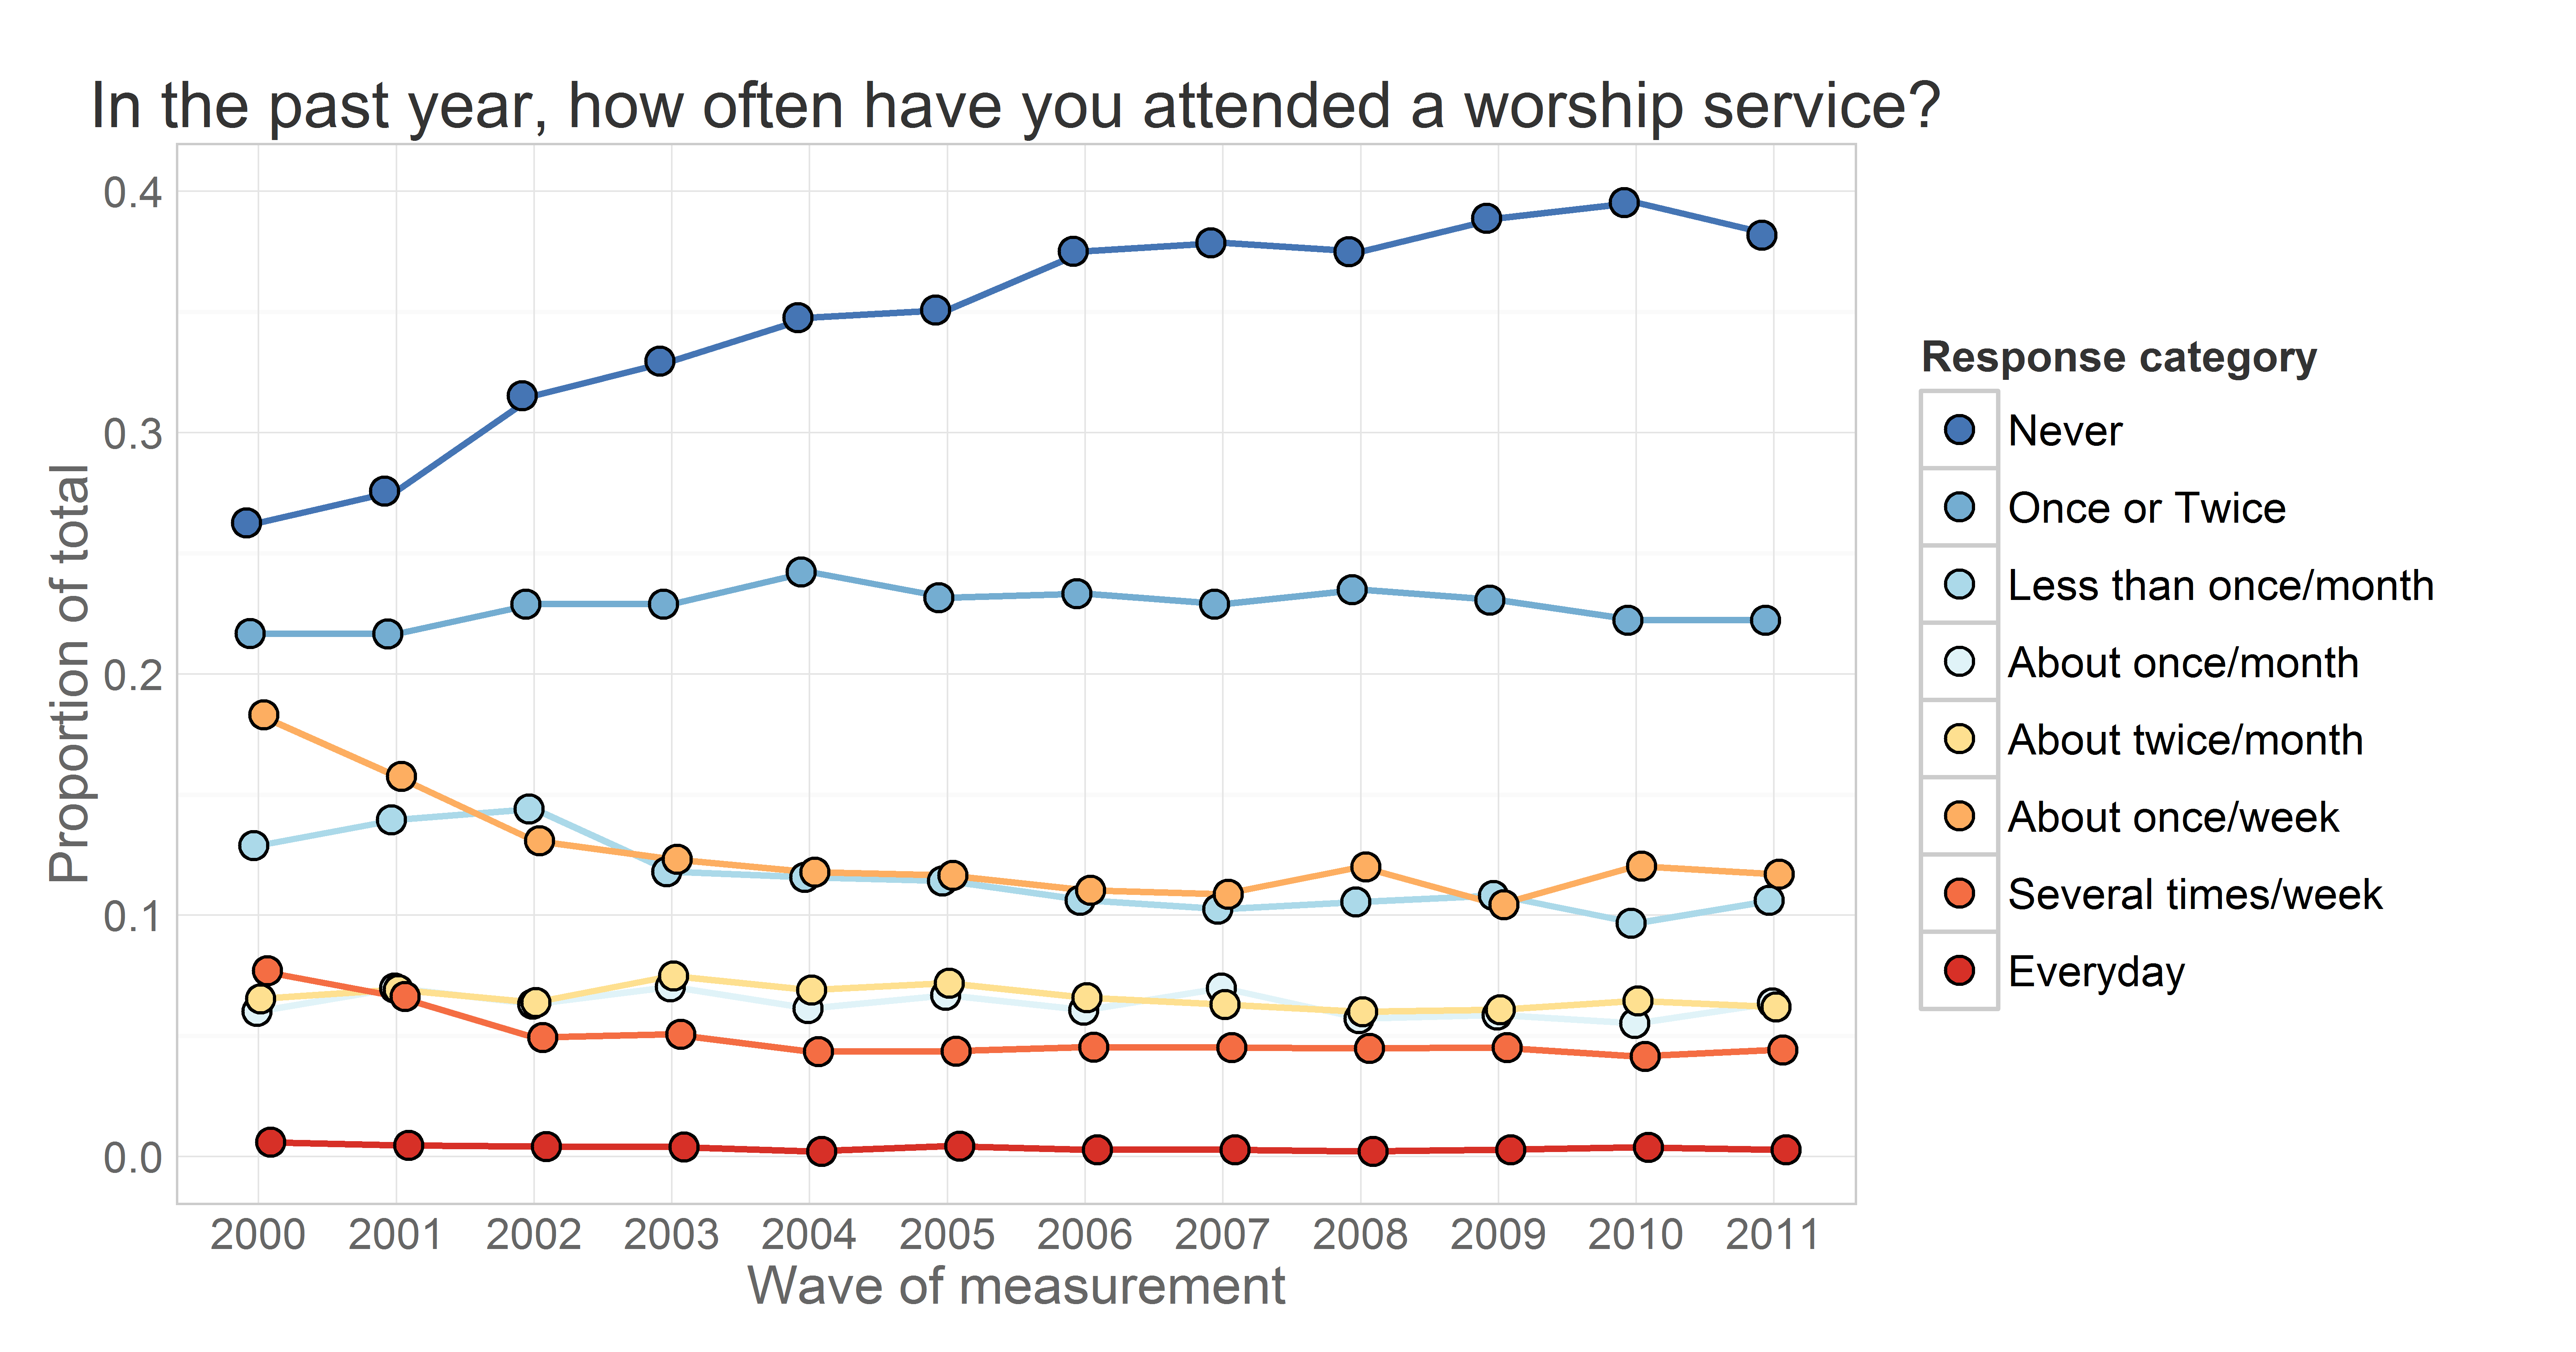 In the past year, how often have you attended a worship service?
Proportion of total
0.4
0.3
0.2
0.1
0.0
2000 2001 2002 2003 2004 2005 2006 2007 2008 2009 2010 2011
Wave of measurement
Response category
Never
Once or Twice
Less than once/month
About once/month
About twice/month
About once/week
Several times/week
Everyday